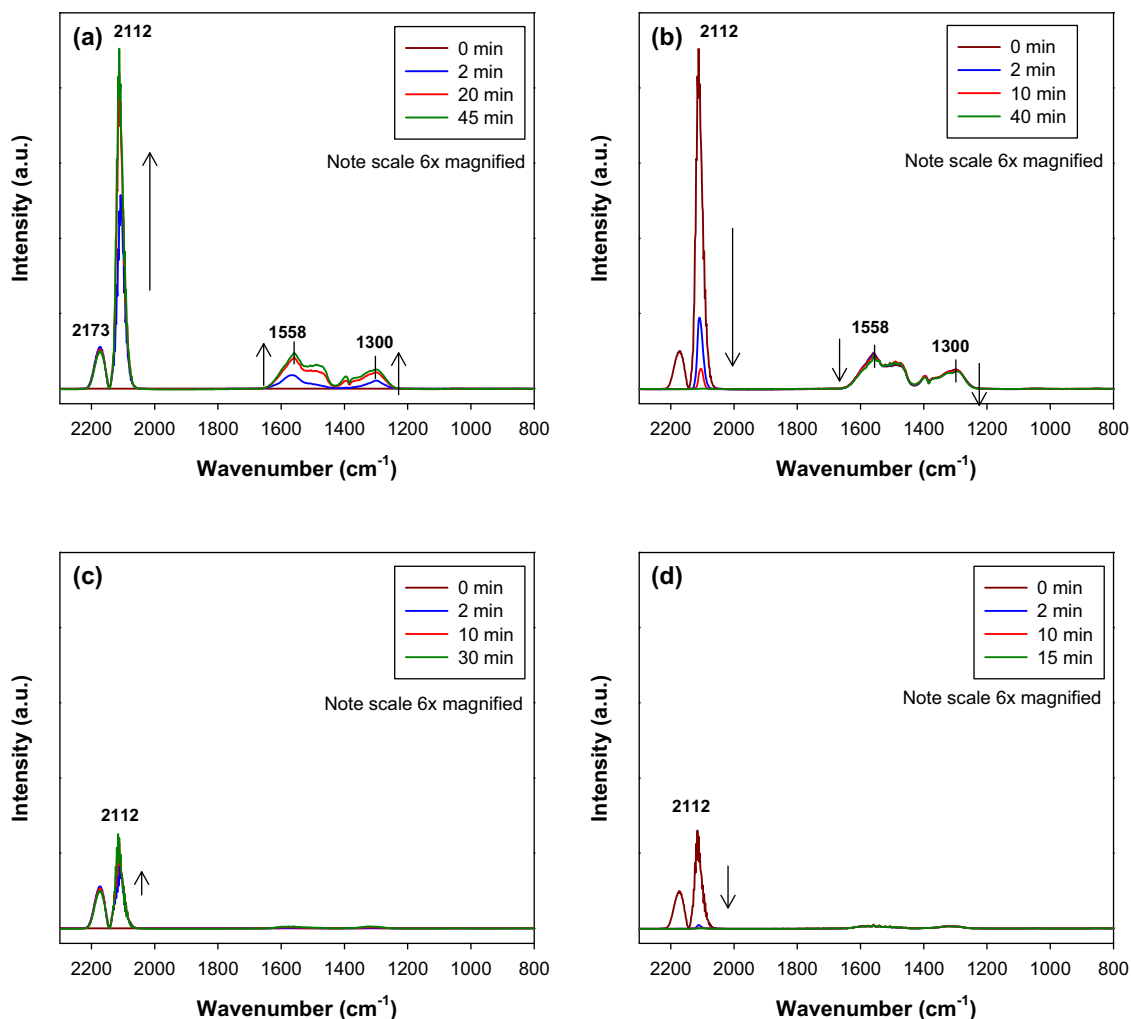 (a)
2112
0 min
2 min
20 min
45 min
Note scale 6x magnified
2173
1558
1300
Intensity (a.u.)
2200 2000 1800 1600 1400 1200 1000 800
Wavenumber (cm⁻¹)
(b)
2112
0 min
2 min
10 min
40 min
Note scale 6x magnified
1558
1300
Intensity (a.u.)
2200 2000 1800 1600 1400 1200 1000 800
Wavenumber (cm⁻¹)
(c)
0 min
2 min
10 min
30 min
Note scale 6x magnified
2112
Intensity (a.u.)
2200 2000 1800 1600 1400 1200 1000 800
Wavenumber (cm⁻¹)
(d)
0 min
2 min
10 min
15 min
Note scale 6x magnified
2112
Intensity (a.u.)
2200 2000 1800 1600 1400 1200 1000 800
Wavenumber (cm⁻¹)